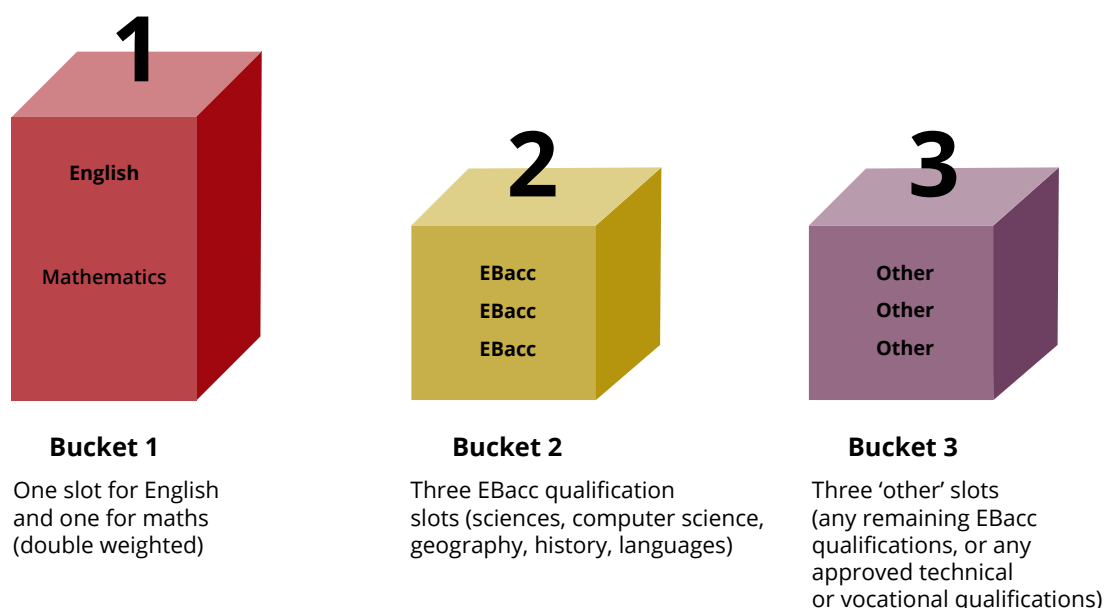 1
English
Mathematics
Bucket 1
One slot for English
and one for maths
(double weighted)
2
EBacc
EBacc
EBacc
Bucket 2
Three EBacc qualification
slots (sciences, computer science,
geography, history, languages)
3
Other
Other
Other
Bucket 3
Three ‘other’ slots
(any remaining EBacc
qualifications, or any
approved technical
or vocational qualifications)